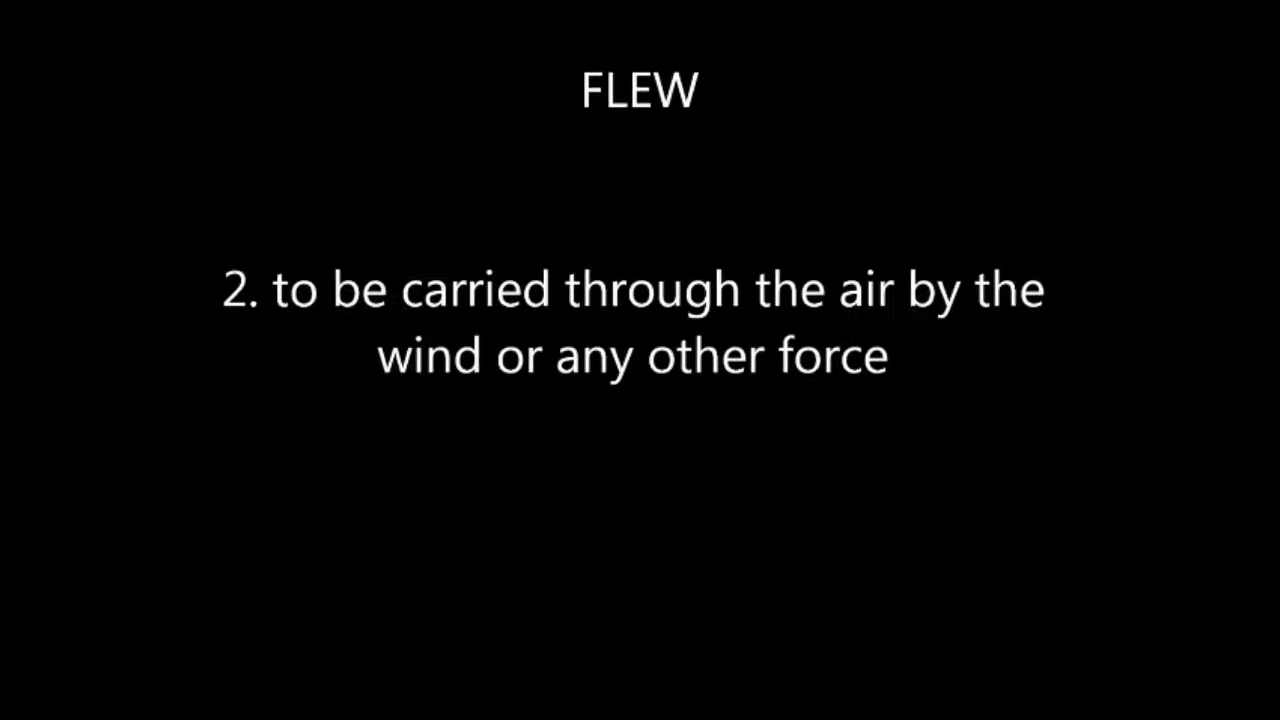 FLEW
2. to be carried through the air by the
wind or any other force